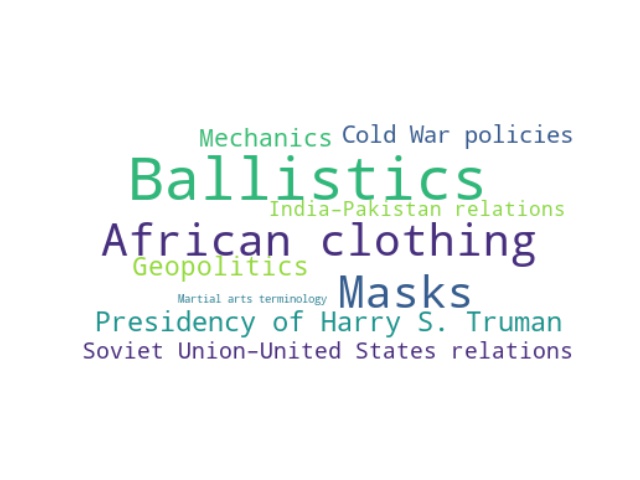 Mechanics
Cold War policies
Ballistics
India–Pakistan relations
African clothing
Geopolitics
Masks
Martial arts terminology
Presidency of Harry S. Truman
Soviet Union–United States relations